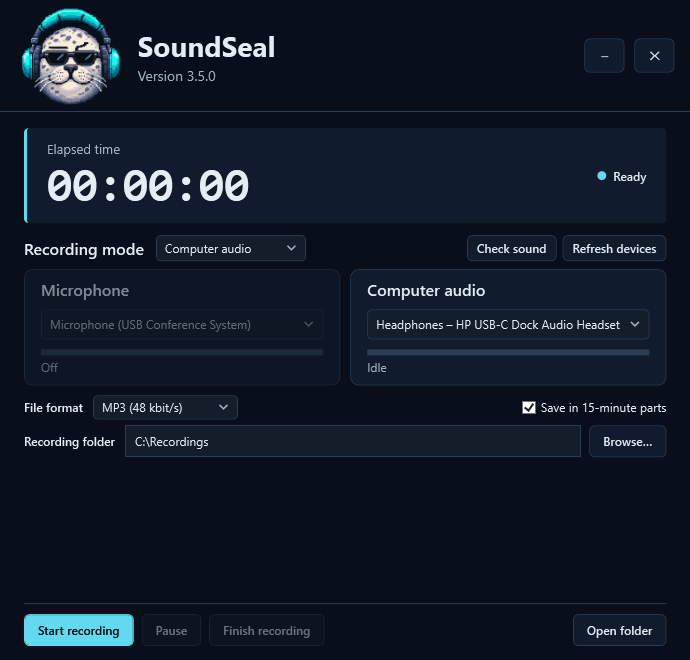 SoundSeal
Version 3.5.0
Elapsed time
00:00:00
Ready
Recording mode
Computer audio
Check sound
Refresh devices
Microphone
Microphone (USB Conference System)
Off
Computer audio
Headphones – HP USB-C Dock Audio Headset
Idle
File format
MP3 (48 kbit/s)
Save in 15-minute parts
Recording folder
C:\Recordings
Browse...
Start recording
Pause
Finish recording
Open folder